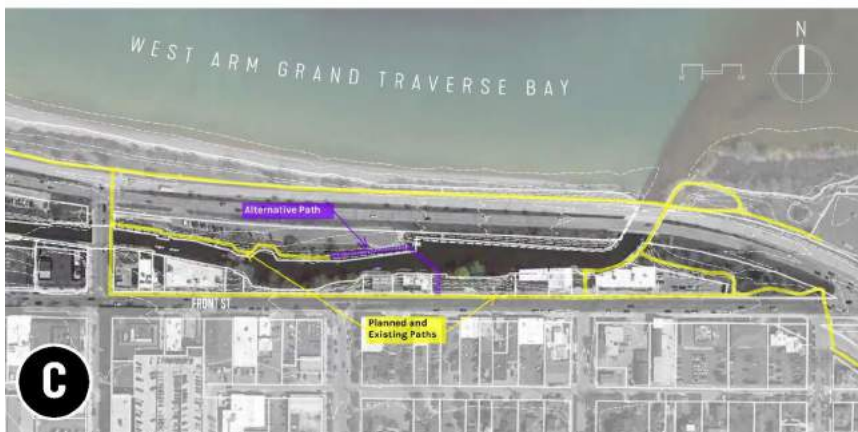 WEST ARM GRAND TRAVERSE BAY
N
Alternative Path
FRONT ST
Planned and
Existing Paths
C